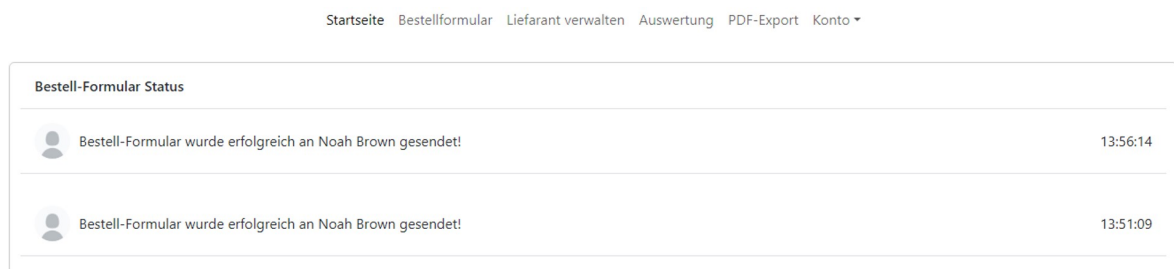 Startseite Bestellformular Liefarant verwalten Auswertung PDF-Export Konto
Bestell-Formular Status
Bestell-Formular wurde erfolgreich an Noah Brown gesendet! 13:56:14
Bestell-Formular wurde erfolgreich an Noah Brown gesendet! 13:51:09